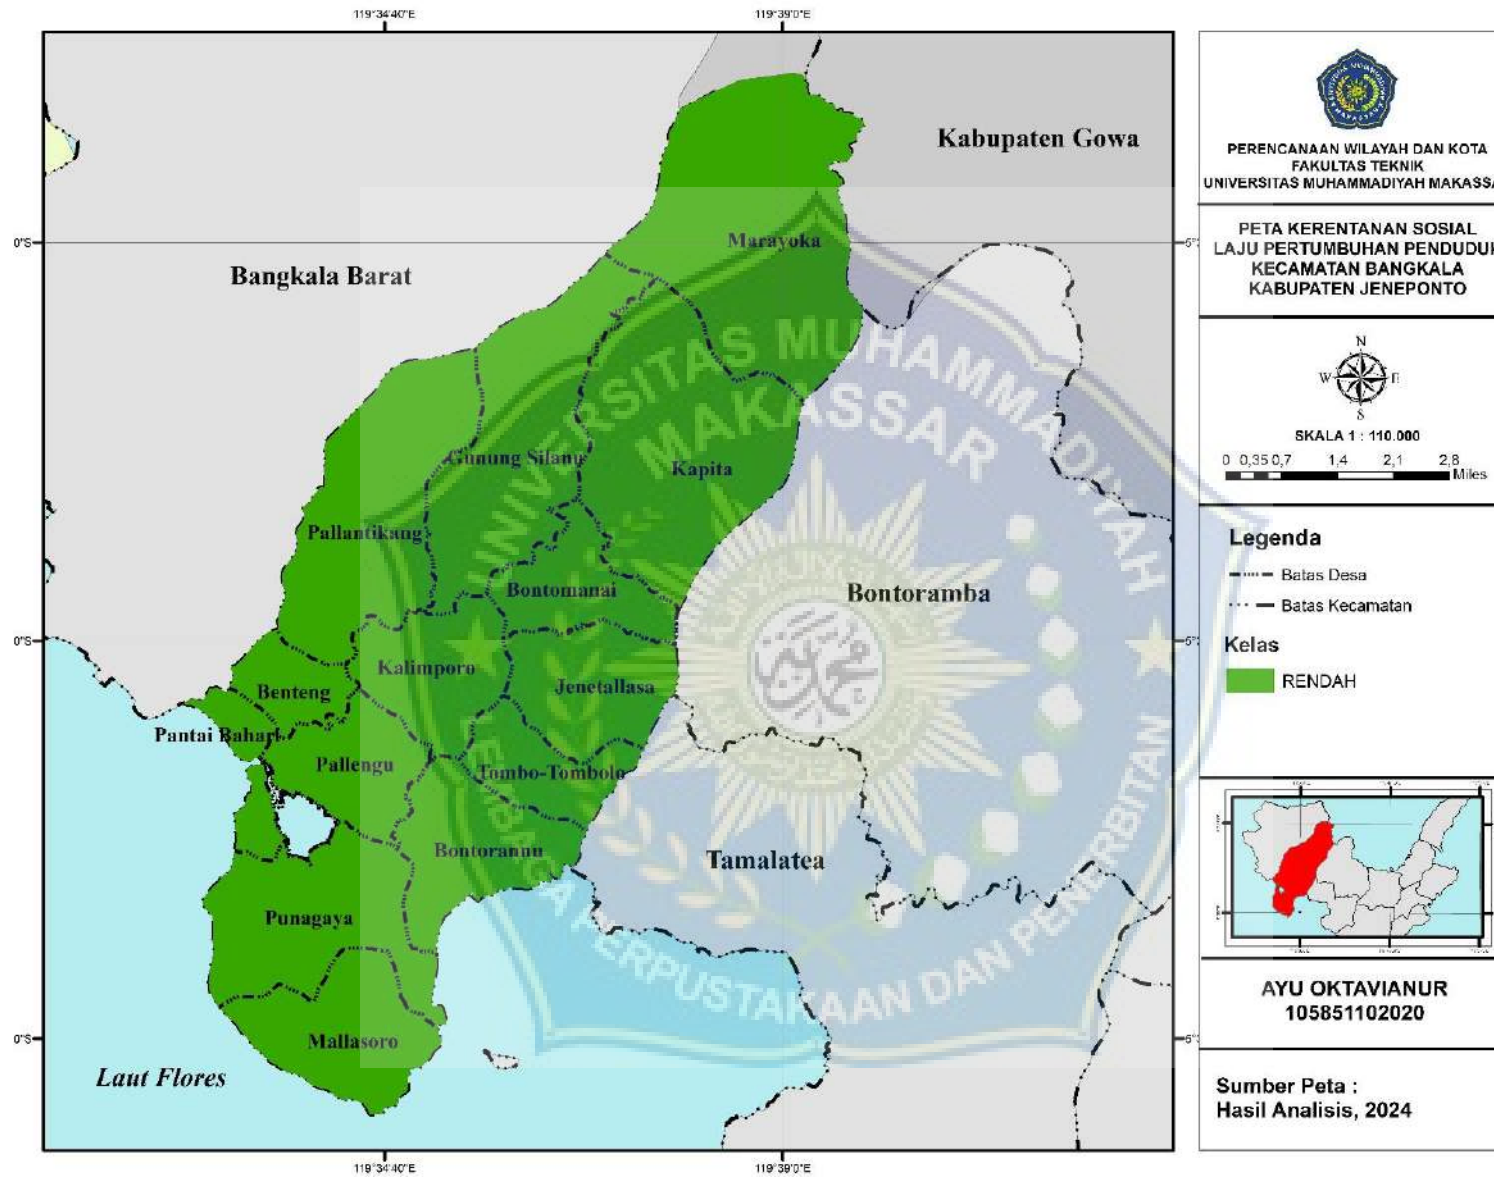 119°34'40"E
119°39'0"E
Kabupaten Gowa
0°S
Marayoka
Bangkala Barat
Gunung Silanu
Kapita
Pallantikang
Bontomanai
Bontoramba
0°S
Kalimporo
Benteng
Jenetallasa
Pantai Bahari
Pallengu
Tombo-Tombolo
Bontorannu
Tamalatea
Punagaya
0°S
Mallasoro
Laut Flores
119°34'40"E
119°39'0"E
UNIVERSITAS MUHAMMADIYAH
MAKASSAR
LEMBAGA PERPUSTAKAAN DAN PENERBITAN
PERENCANAAN WILAYAH DAN KOTA
FAKULTAS TEKNIK
UNIVERSITAS MUHAMMADIYAH MAKASSA
PETA KERENTANAN SOSIAL
LAJU PERTUMBUHAN PENDUDUK
KECAMATAN BANGKALA
KABUPATEN JENEPONTO
N
W E
S
SKALA 1 : 110.000
0 0,35 0,7 1,4 2,1 2,8
Miles
Legenda
Batas Desa
Batas Kecamatan
Kelas
RENDAH
AYU OKTAVIANUR
105851102020
Sumber Peta :
Hasil Analisis, 2024